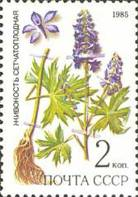 1985
ЖИВОКОСТЬ СЕТЧАТОПЛОДНАЯ
2 коп.
ПОЧТА СССР